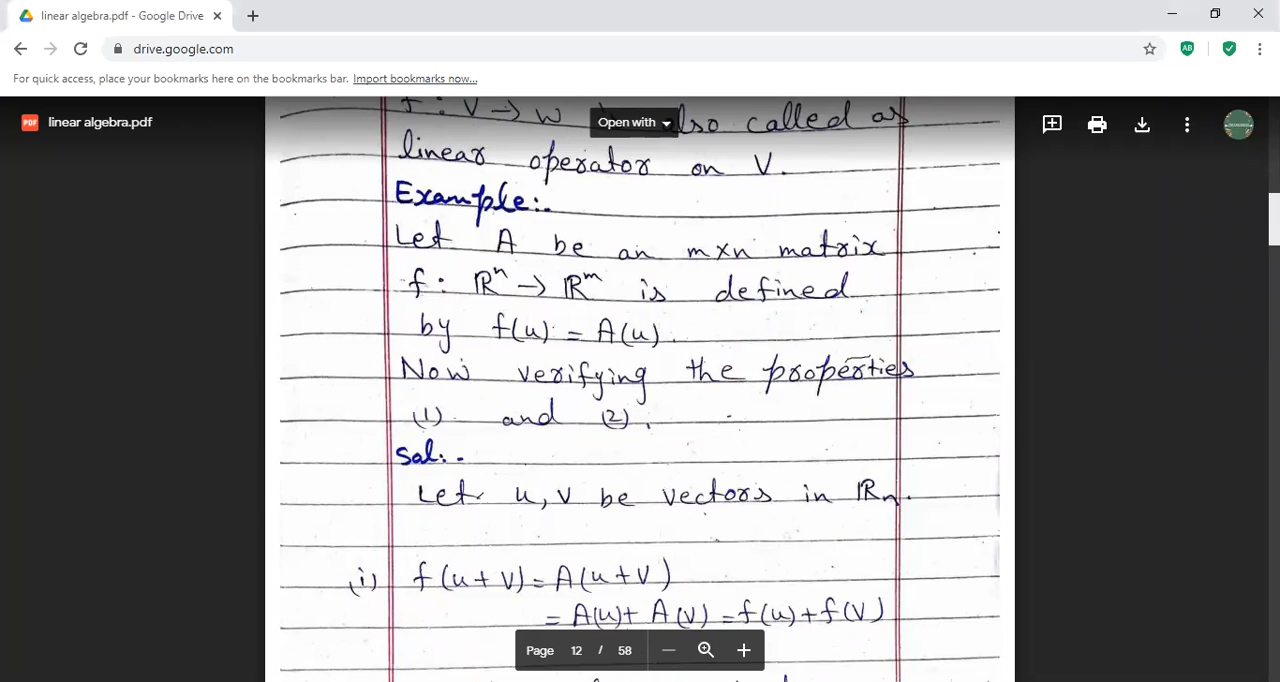 linear algebra.pdf - Google Drive
drive.google.com
AB
For quick access, place your bookmarks here on the bookmarks bar. Import bookmarks now...
PDF linear algebra.pdf
Open with
f : V → W also called as
linear operator on V.
Example:.
Let A be an m×n matrix
f : ℝⁿ → ℝᵐ is defined
by f(u) = A(u).
Now verifying the properties
(1) and (2).
Sol:.
Let u, v be vectors in ℝₙ.
(i) f(u+v) = A(u+v)
= A(u)+ A(v) = f(u)+f(v)
Page 12 / 58